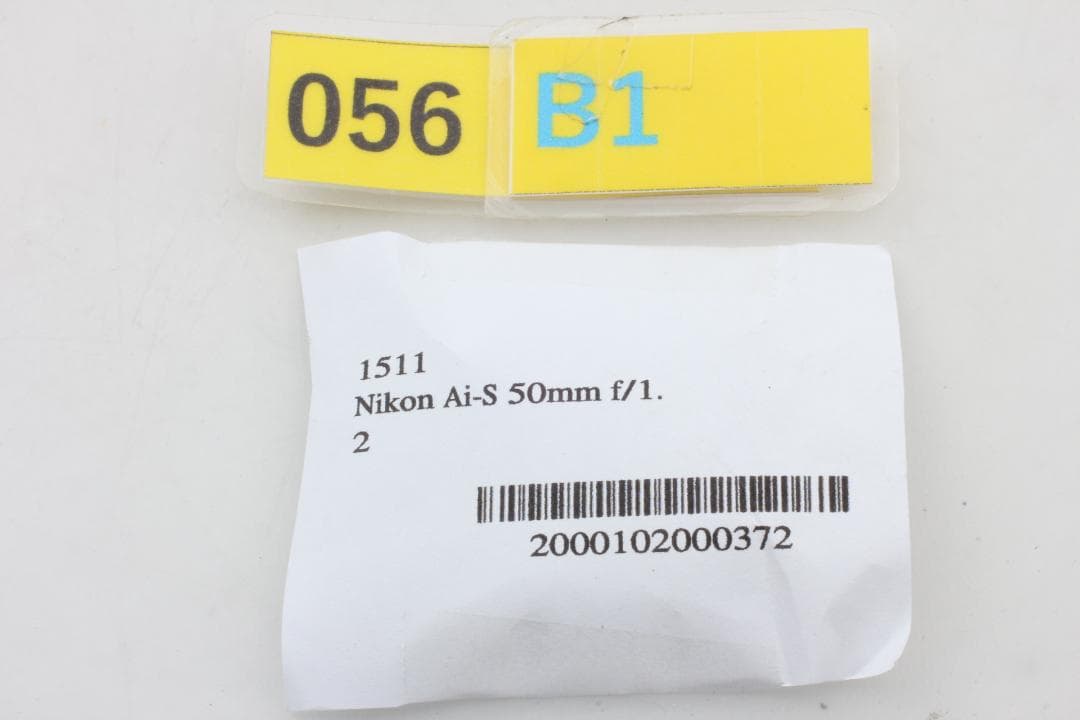 056 B1
1511
Nikon Ai-S 50mm f/1.
2
2000102000372